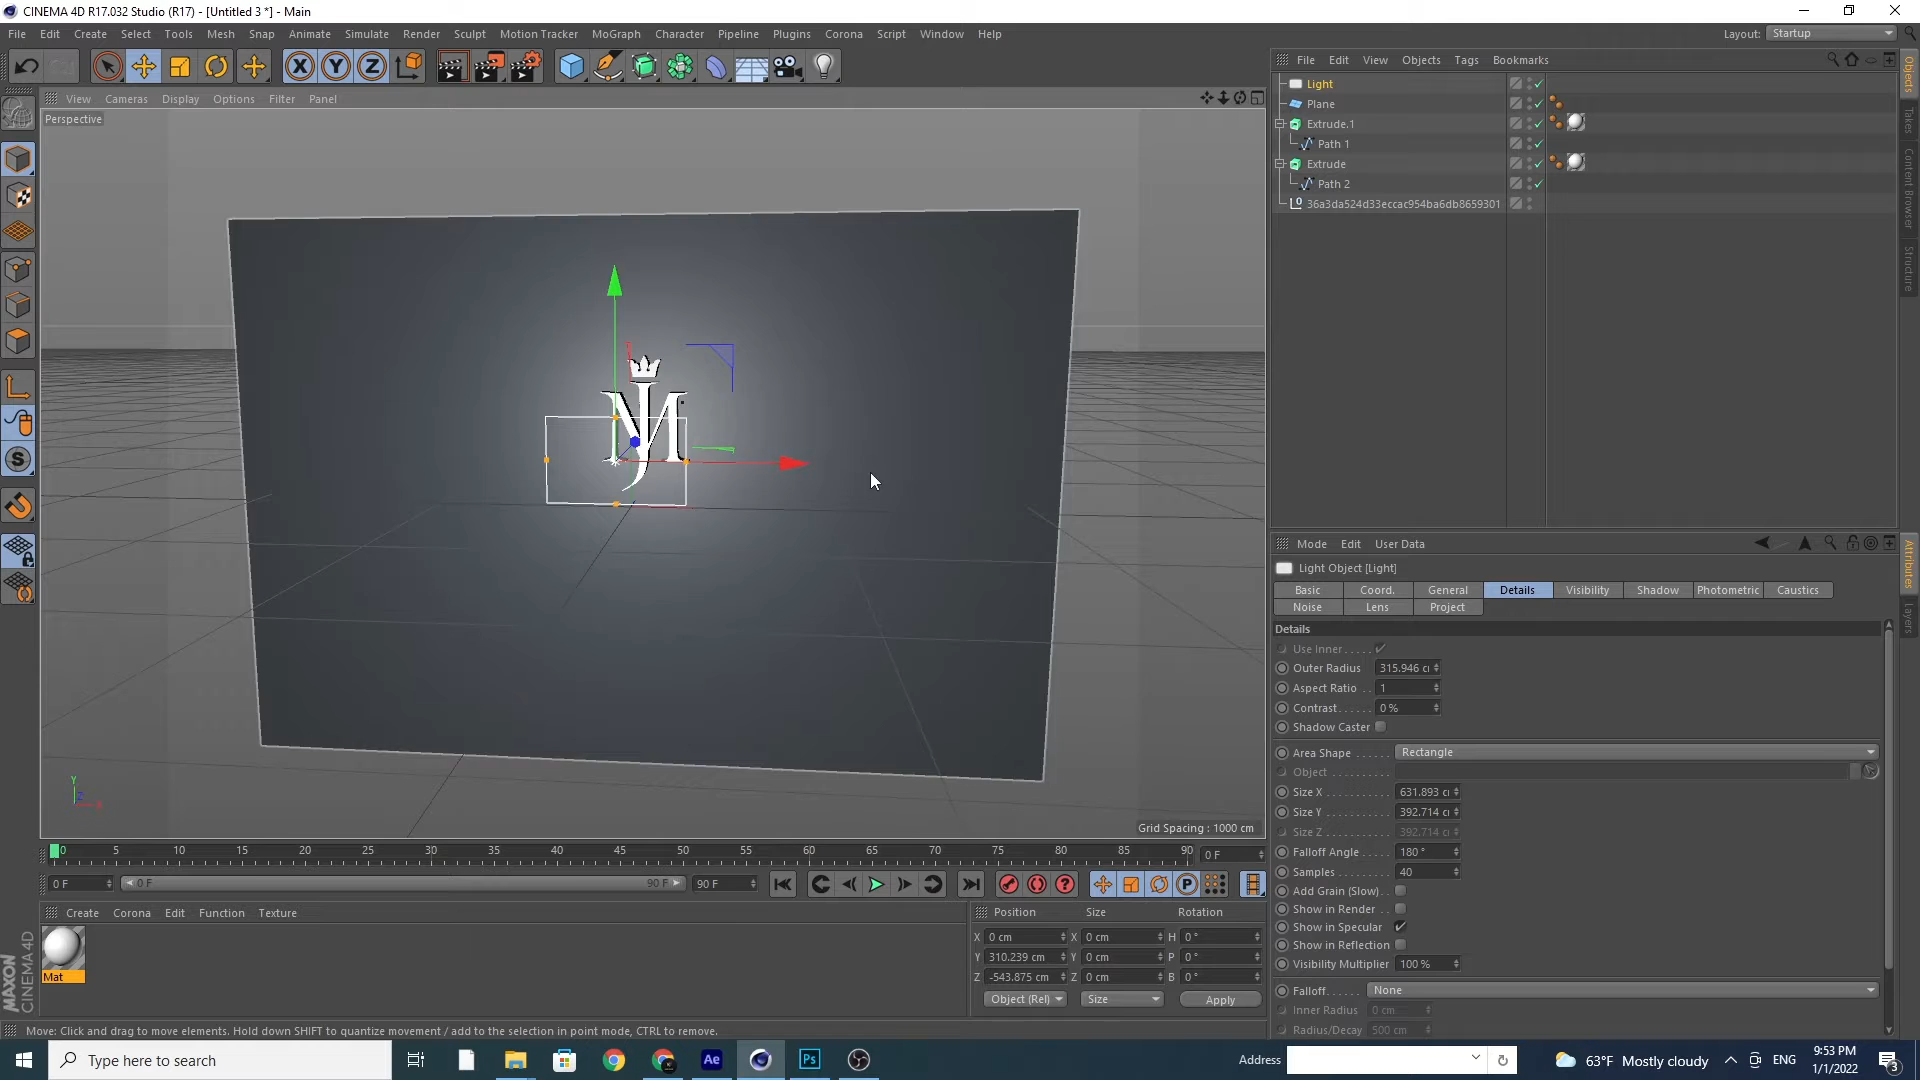 CINEMA 4D R17.032 Studio (R17) - [Untitled 3 *] - Main
File Edit Create Select Tools Mesh Snap Animate Simulate Render Sculpt Motion Tracker MoGraph Character Pipeline Plugins Corona Script Window Help
Layout: Startup
X Y Z
File Edit View Objects Tags Bookmarks
View Cameras Display Options Filter Panel
Perspective
Light
Plane
Extrude.1
Path 1
Extrude
Path 2
36a3da524d33eccac954ba6db8659301
Objects
Takes
Content Browser
Structure
MJ
Y
Grid Spacing : 1000 cm
Mode Edit User Data
Light Object [Light]
Basic Coord. General Details Visibility Shadow Photometric Caustics
Noise Lens Project
Attributes
Layers
Details
Use Inner . . . . .
Outer Radius 315.946 c
Aspect Ratio . . 1
Contrast. . . . . . 0 %
Shadow Caster
Area Shape . . . . . . Rectangle
Object . . . . . . . . . .
Size X . . . . . . . . . . 631.893 c
Size Y . . . . . . . . . . 392.714 c
Size Z . . . . . . . . . . 392.714 c
Falloff Angle . . . . . 180 °
Samples . . . . . . . . 40
Add Grain (Slow) .
Show in Render . .
Show in Specular
Show in Reflection
Visibility Multiplier 100 %
Falloff. . . . . . None
Inner Radius 0 cm
Radius/Decay 500 cm
0 5 10 15 20 25 30 35 40 45 50 55 60 65 70 75 80 85 90
0 F
0 F 0 F 90 F 90 F
Create Corona Edit Function Texture
Mat
MAXON
CINEMA 4D
Position Size Rotation
X 0 cm X 0 cm H 0 °
Y 310.239 cm Y 0 cm P 0 °
Z -543.875 cm Z 0 cm B 0 °
Object (Rel) Size Apply
Move: Click and drag to move elements. Hold down SHIFT to quantize movement / add to the selection in point mode, CTRL to remove.
Type here to search
Ae
Ps
Address
63°F Mostly cloudy
ENG
9:53 PM
1/1/2022
3